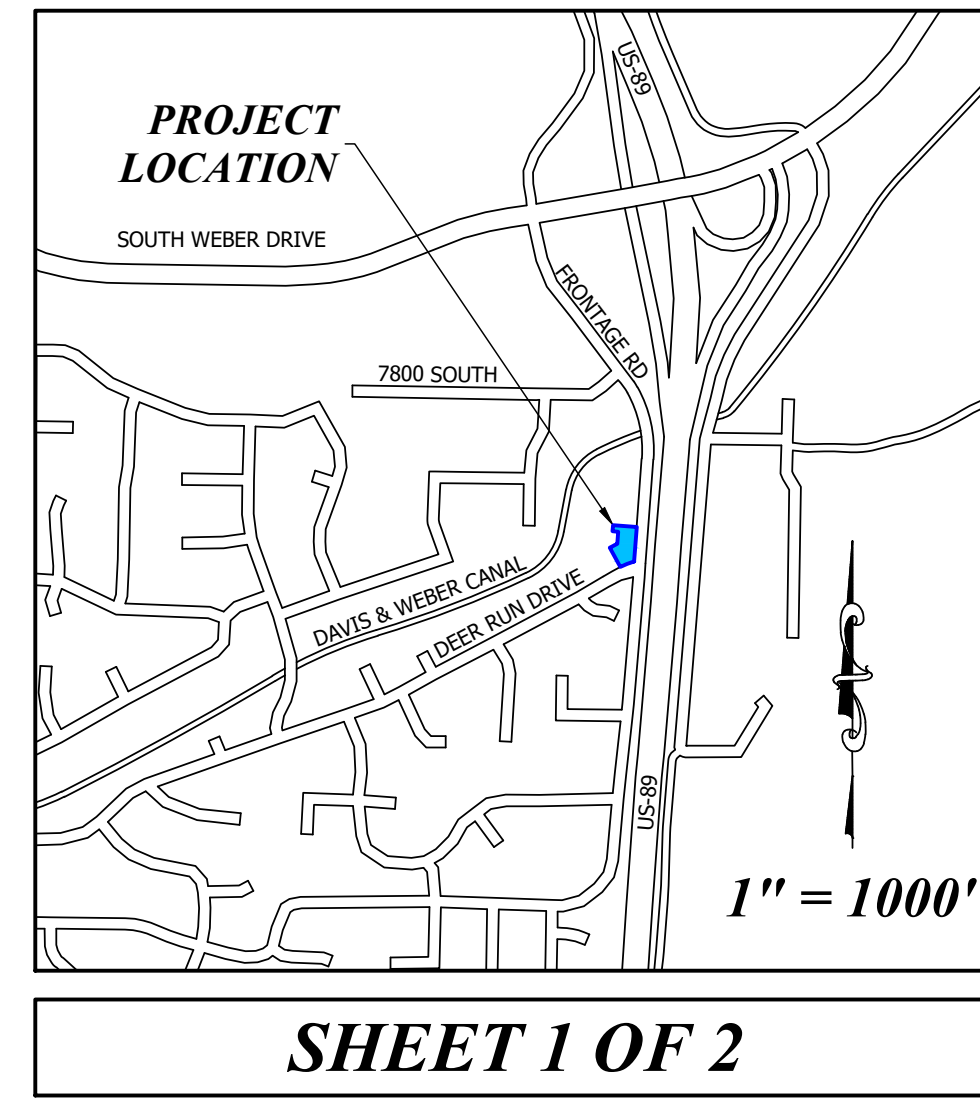 US-89
PROJECT
LOCATION
SOUTH WEBER DRIVE
FRONTAGE RD
7800 SOUTH
DAVIS & WEBER CANAL
DEER RUN DRIVE
US-89
1" = 1000'
SHEET 1 OF 2